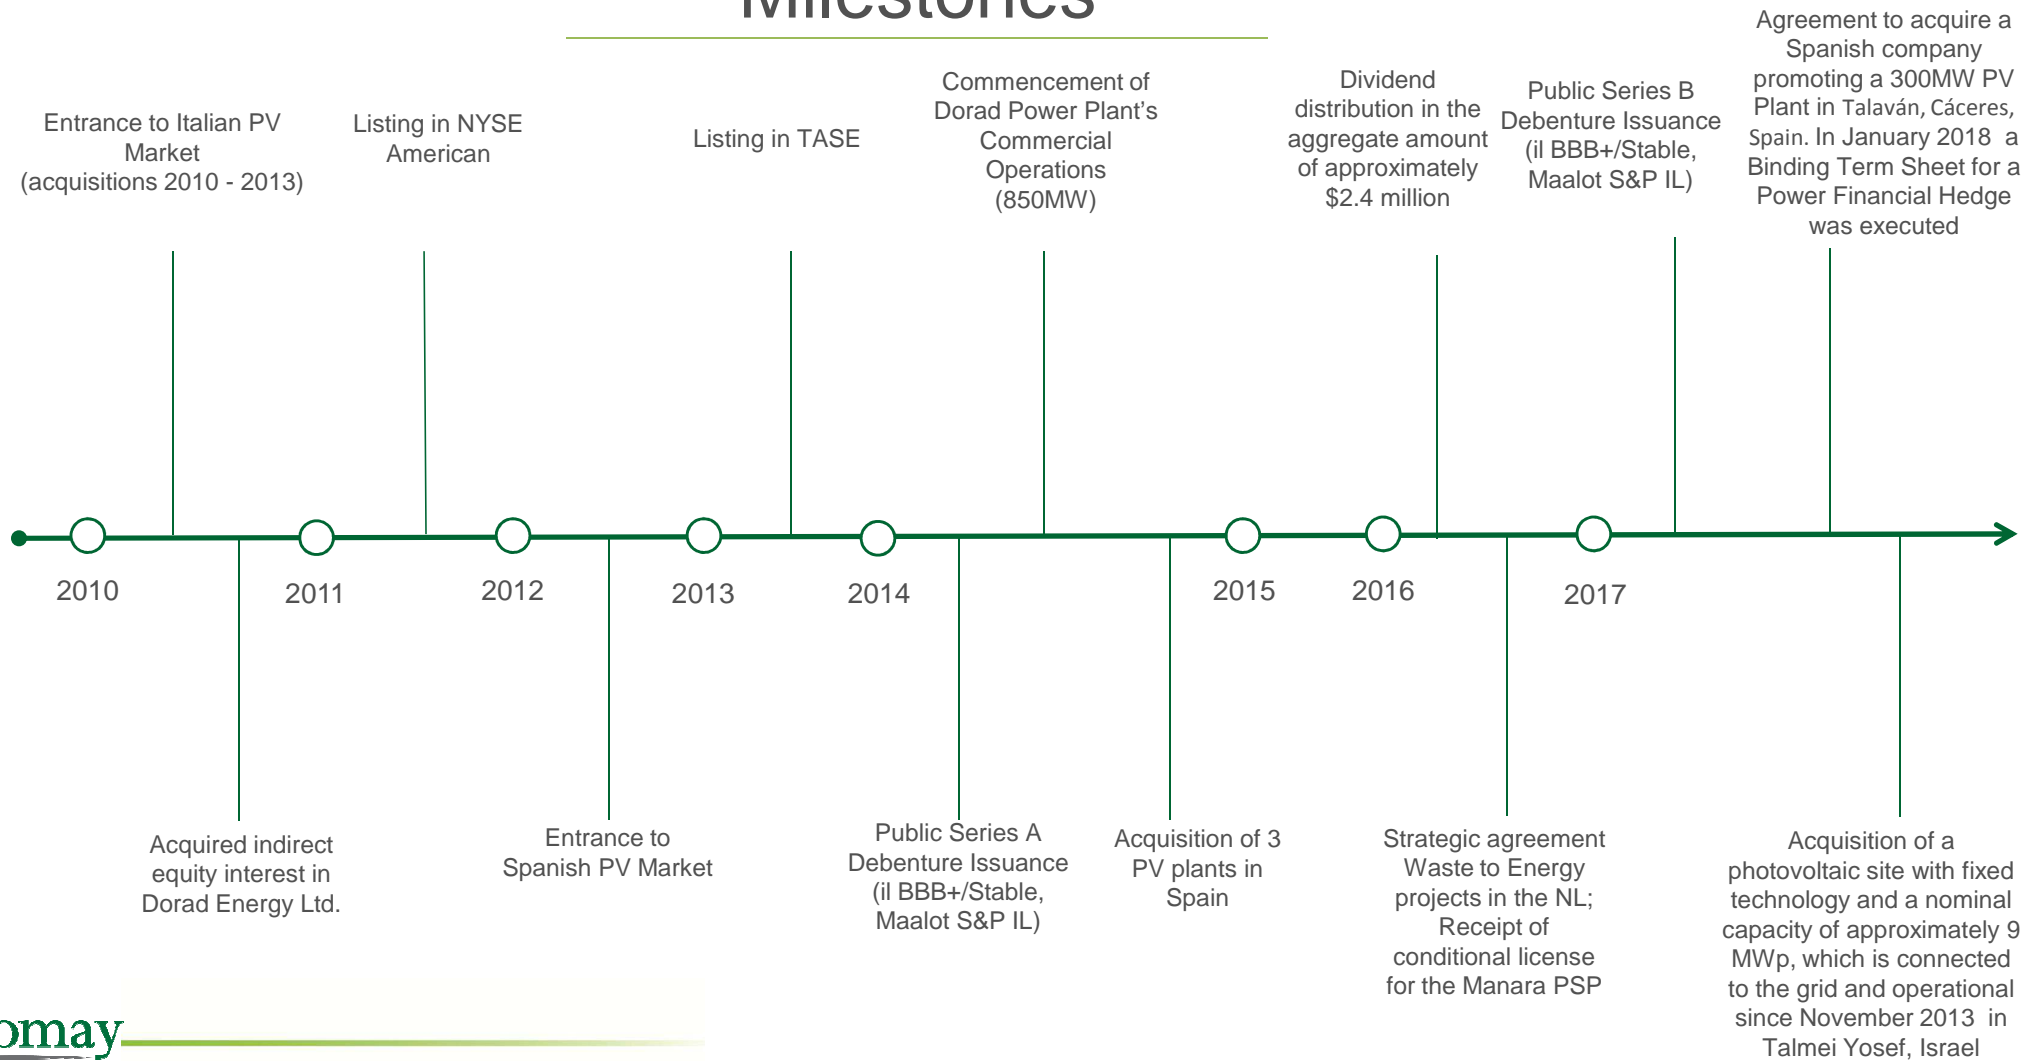 Milestones
Entrance to Italian PV
Market
(acquisitions 2010 - 2013)
Listing in NYSE
American
Listing in TASE
Commencement of
Dorad Power Plant's
Commercial
Operations
(850MW)
Dividend
distribution in the
aggregate amount
of approximately
$2.4 million
Public Series B
Debenture Issuance
(il BBB+/Stable,
Maalot S&P IL)
Agreement to acquire a
Spanish company
promoting a 300MW PV
Plant in Talaván, Cáceres,
Spain. In January 2018 a
Binding Term Sheet for a
Power Financial Hedge
was executed
2010
2011
2012
2013
2014
2015
2016
2017
Acquired indirect
equity interest in
Dorad Energy Ltd.
Entrance to
Spanish PV Market
Public Series A
Debenture Issuance
(il BBB+/Stable,
Maalot S&P IL)
Acquisition of 3
PV plants in
Spain
Strategic agreement
Waste to Energy
projects in the NL;
Receipt of
conditional license
for the Manara PSP
Acquisition of a
photovoltaic site with fixed
technology and a nominal
capacity of approximately 9
MWp, which is connected
to the grid and operational
since November 2013 in
Talmei Yosef, Israel
omay